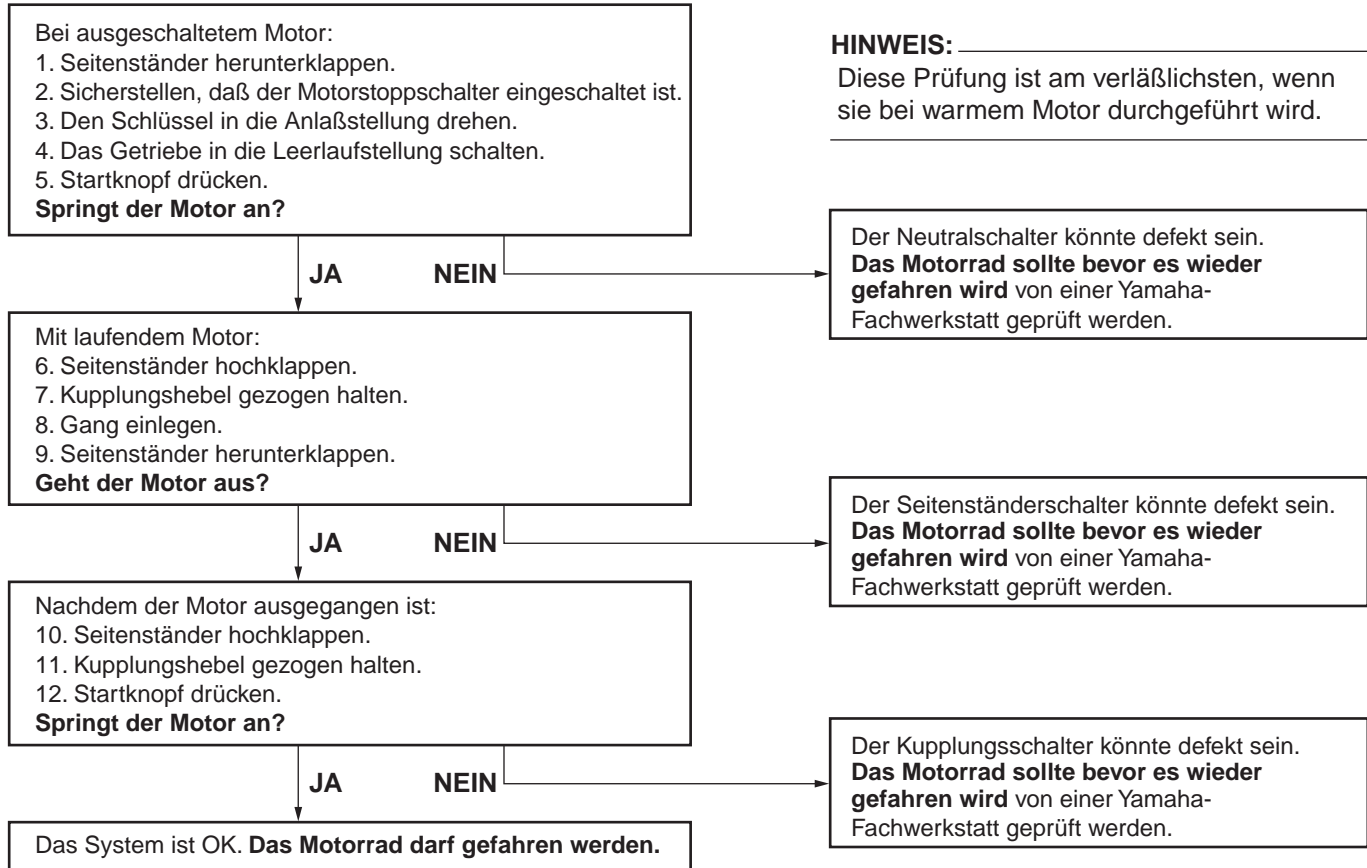 Bei ausgeschaltetem Motor:
1. Seitenständer herunterklappen.
2. Sicherstellen, daß der Motorstoppschalter eingeschaltet ist.
3. Den Schlüssel in die Anlaßstellung drehen.
4. Das Getriebe in die Leerlaufstellung schalten.
5. Startknopf drücken.
Springt der Motor an?
HINWEIS:
Diese Prüfung ist am verläßlichsten, wenn
sie bei warmem Motor durchgeführt wird.
JA NEIN
Der Neutralschalter könnte defekt sein.
Das Motorrad sollte bevor es wieder
gefahren wird von einer Yamaha-
Fachwerkstatt geprüft werden.
Mit laufendem Motor:
6. Seitenständer hochklappen.
7. Kupplungshebel gezogen halten.
8. Gang einlegen.
9. Seitenständer herunterklappen.
Geht der Motor aus?
JA NEIN
Der Seitenständerschalter könnte defekt sein.
Das Motorrad sollte bevor es wieder
gefahren wird von einer Yamaha-
Fachwerkstatt geprüft werden.
Nachdem der Motor ausgegangen ist:
10. Seitenständer hochklappen.
11. Kupplungshebel gezogen halten.
12. Startknopf drücken.
Springt der Motor an?
JA NEIN
Der Kupplungsschalter könnte defekt sein.
Das Motorrad sollte bevor es wieder
gefahren wird von einer Yamaha-
Fachwerkstatt geprüft werden.
Das System ist OK. Das Motorrad darf gefahren werden.